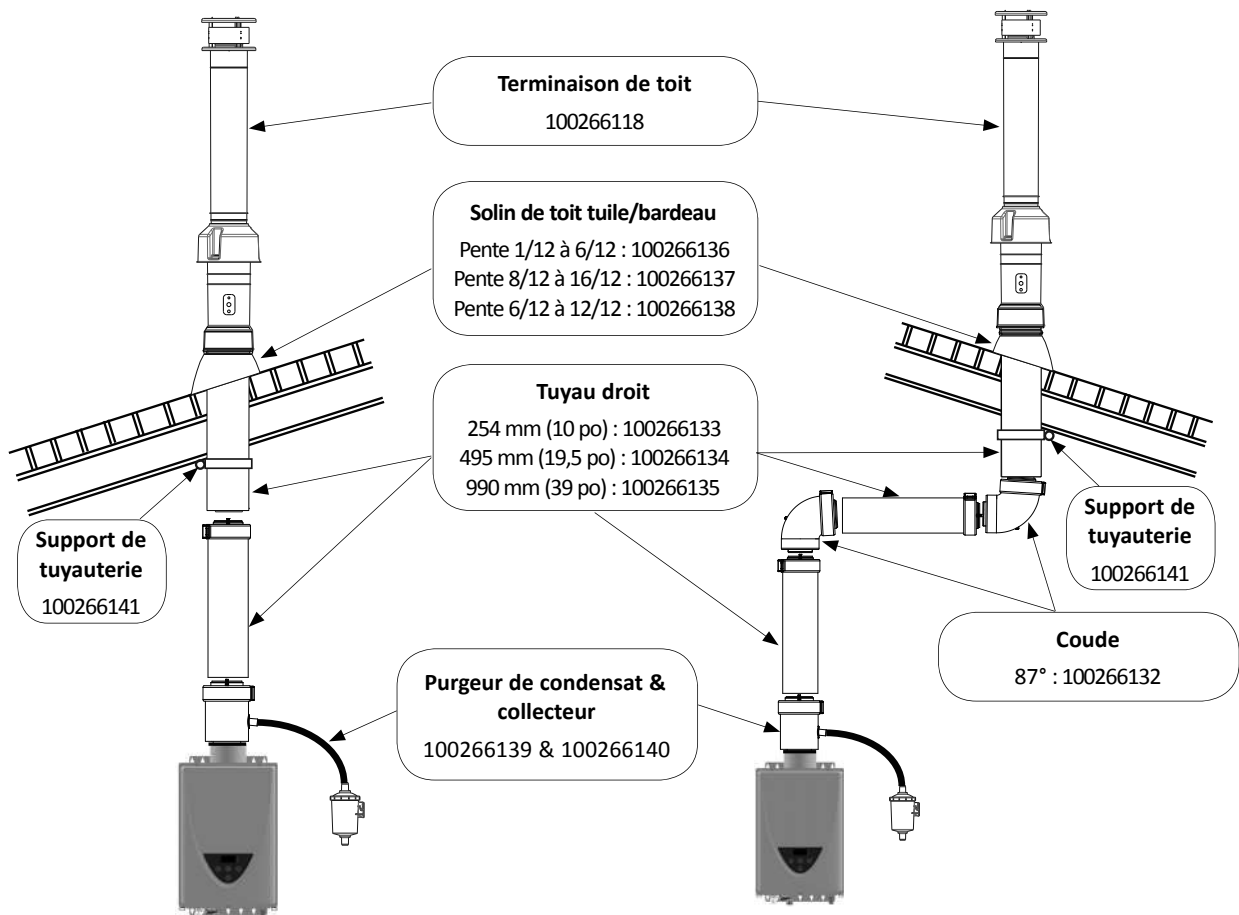 Terminaison de toit
100266118
Solin de toit tuile/bardeau
Pente 1/12 à 6/12 : 100266136
Pente 8/12 à 16/12 : 100266137
Pente 6/12 à 12/12 : 100266138
Tuyau droit
254 mm (10 po) : 100266133
495 mm (19,5 po) : 100266134
990 mm (39 po) : 100266135
Support de
tuyauterie
100266141
Support de
tuyauterie
100266141
Coude
87° : 100266132
Purgeur de condensat &
collecteur
100266139 & 100266140